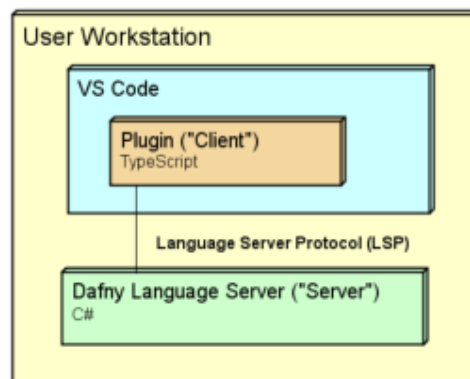 User Workstation
VS Code
Plugin ("Client")
TypeScript
Language Server Protocol (LSP)
Dafny Language Server ("Server")
C#